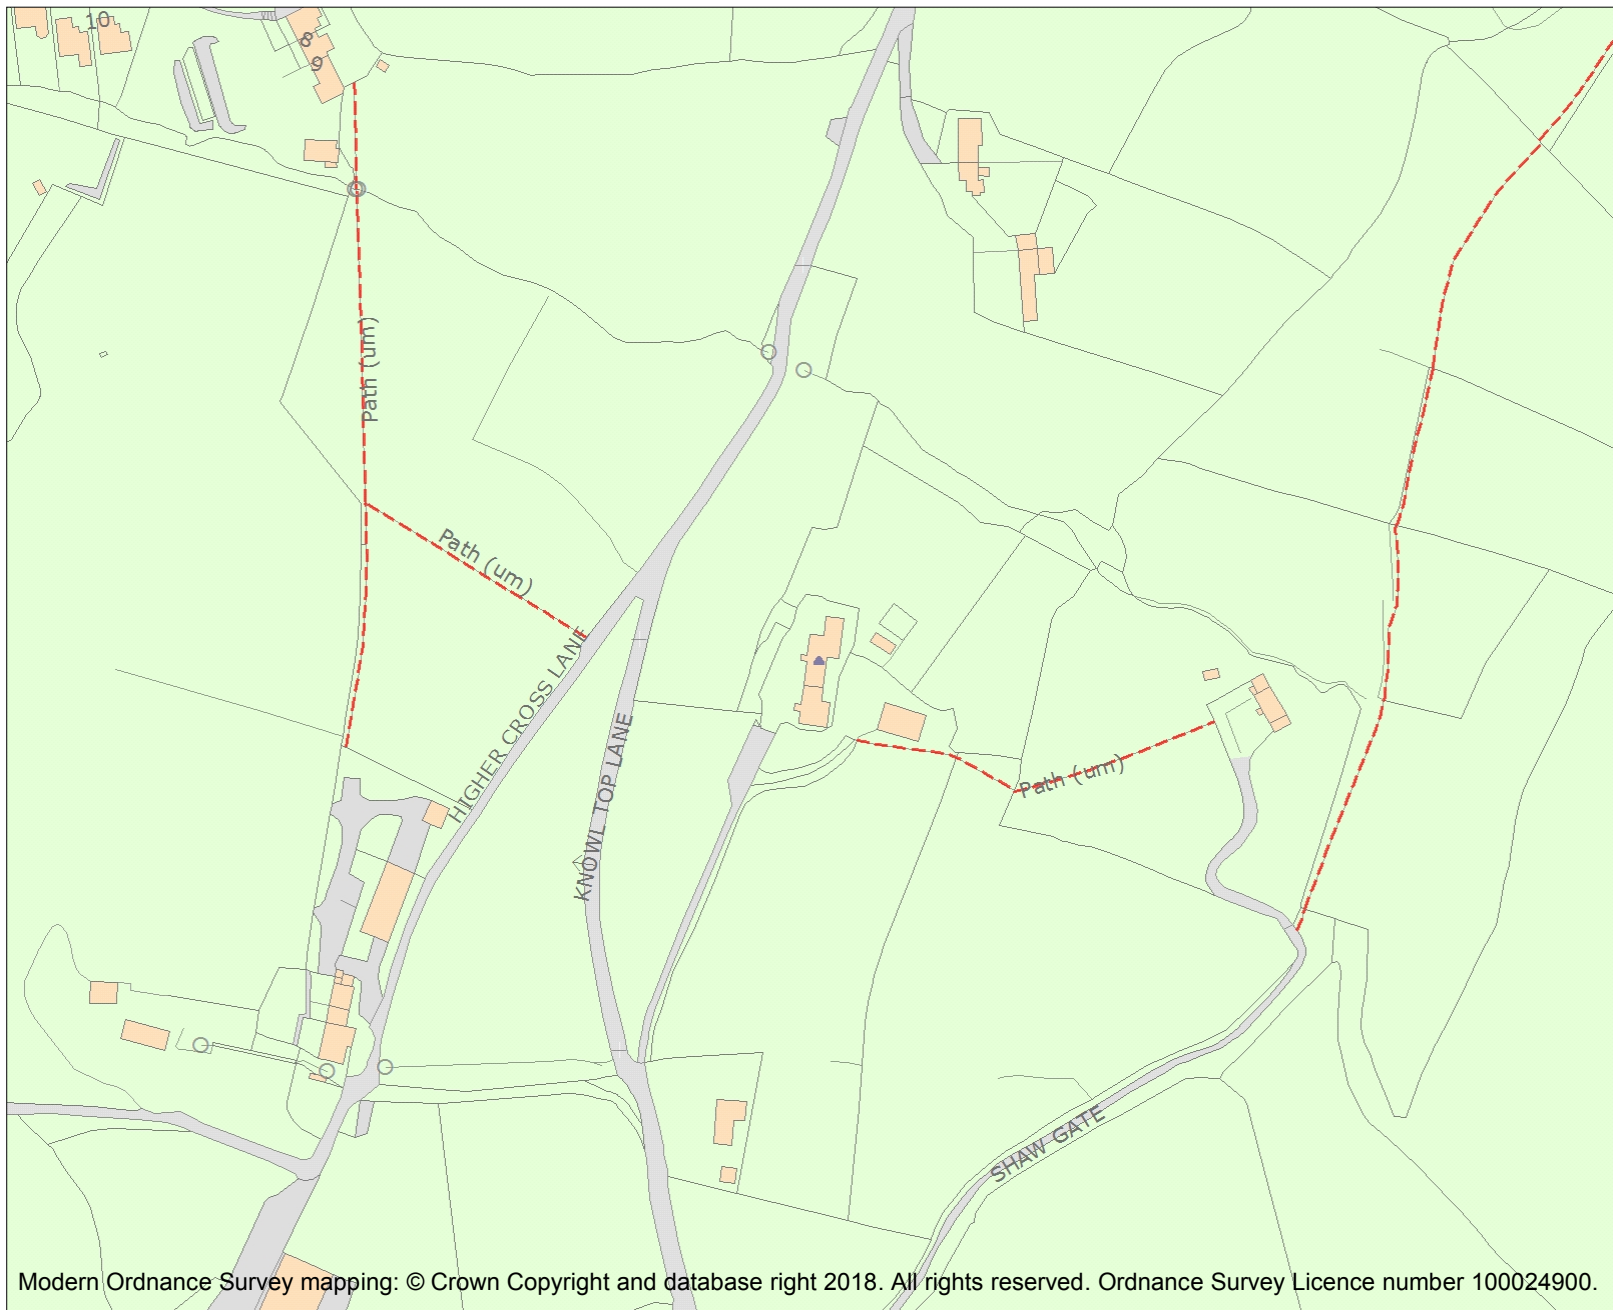 10
8
9
Path (um)
Path (um)
HIGHER CROSS LANE
KNOWL TOP LANE
Path (um)
SHAW GATE
Modern Ordnance Survey mapping: © Crown Copyright and database right 2018. All rights reserved. Ordnance Survey Licence number 100024900.